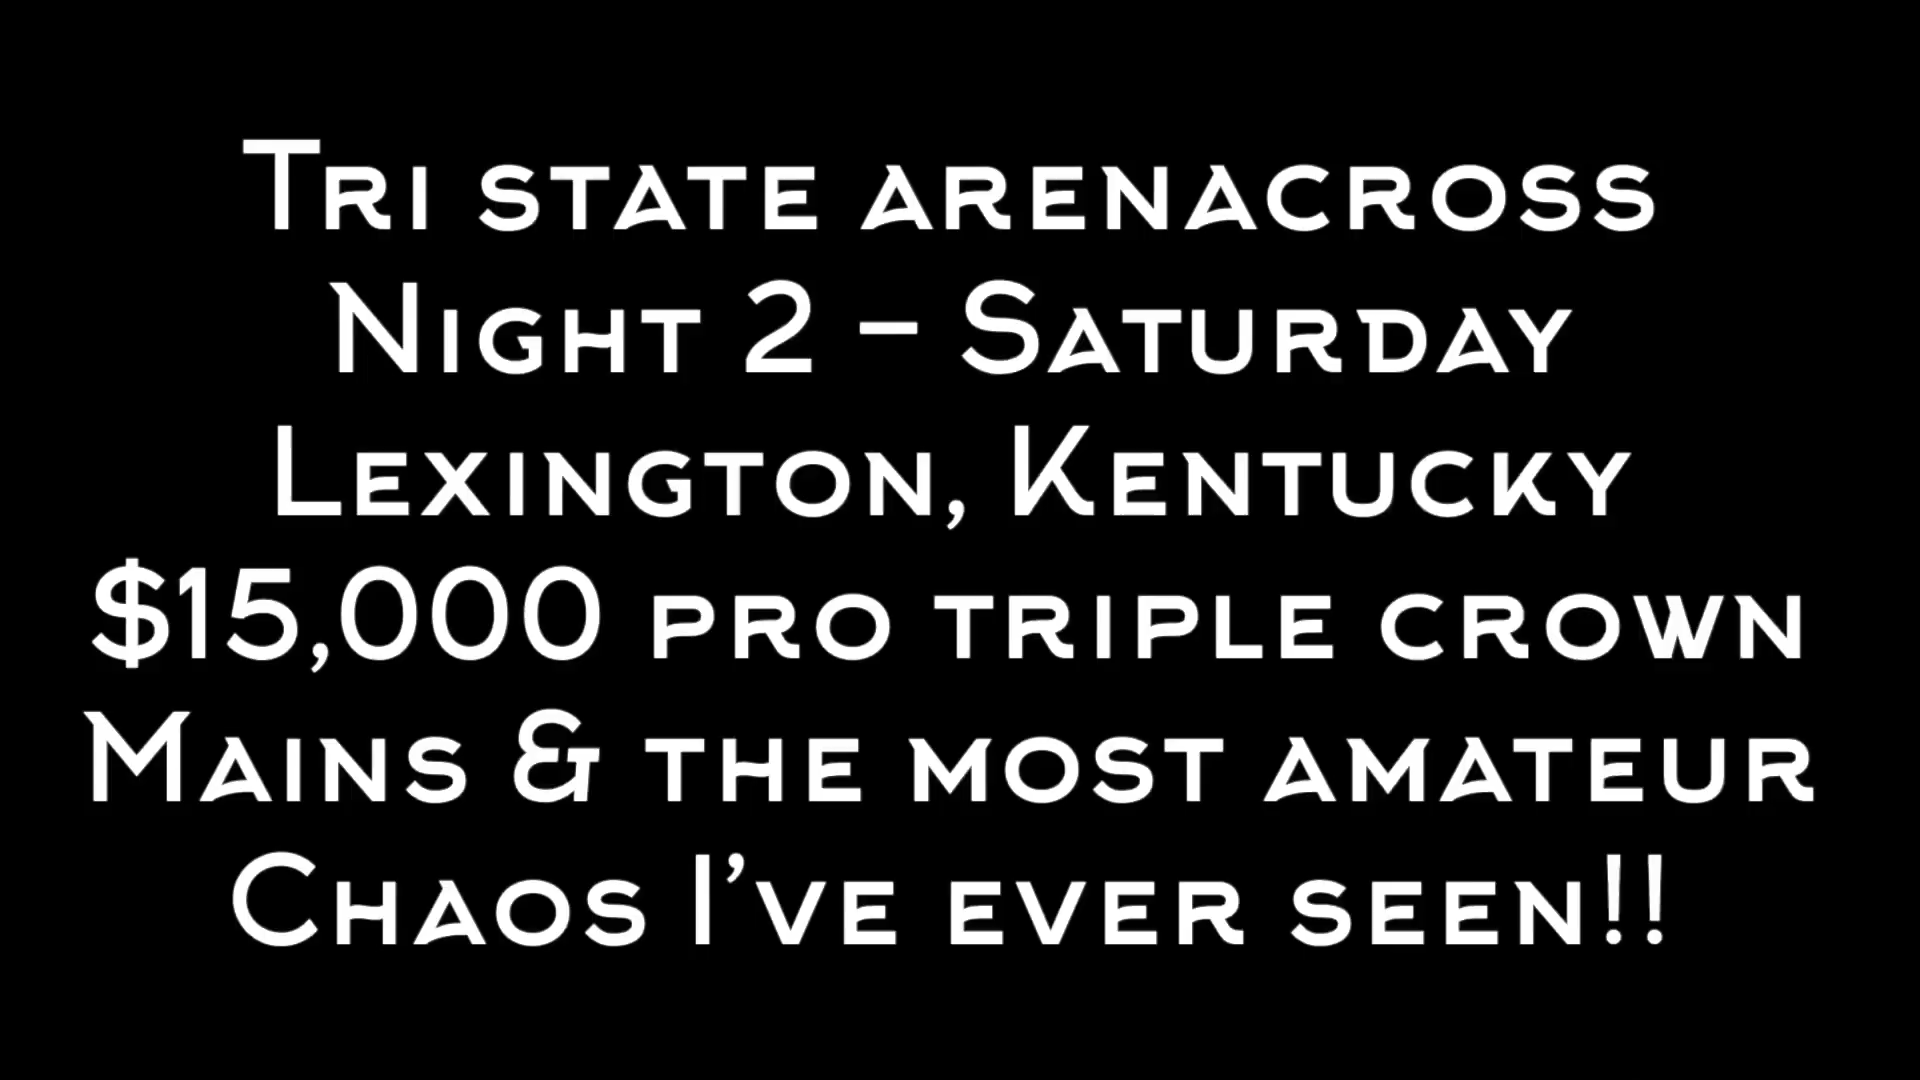 Tri state arenacross
Night 2 – Saturday
Lexington, Kentucky
$15,000 pro triple crown
Mains & the most amateur
Chaos I’ve ever seen!!